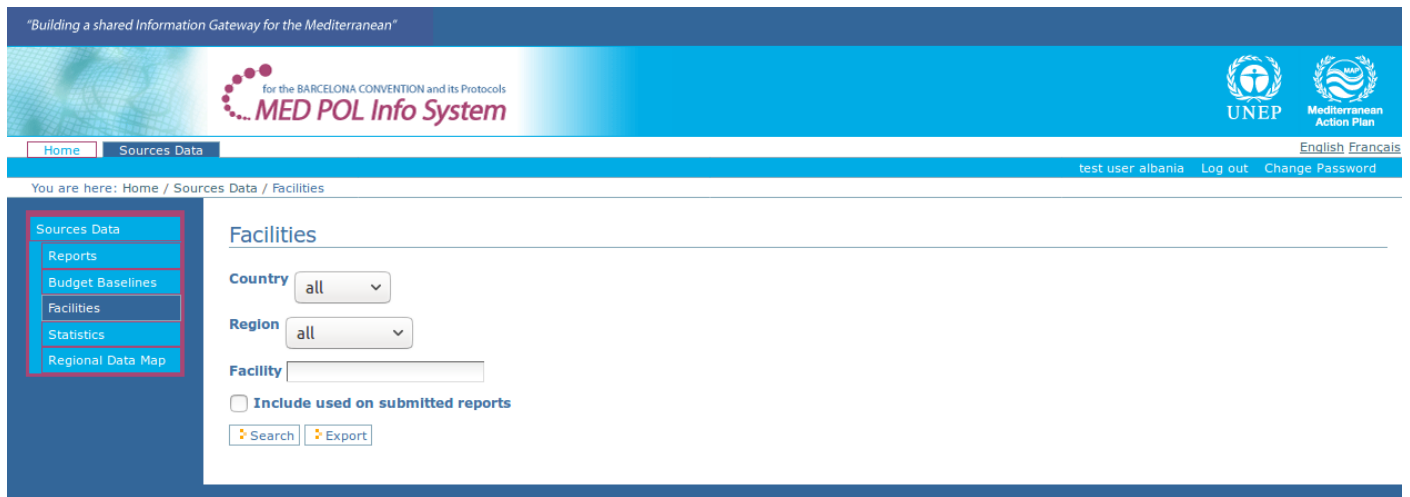 "Building a shared Information Gateway for the Mediterranean"
for the BARCELONA CONVENTION and its Protocols
MED POL Info System
UNEP
MAP
Mediterranean
Action Plan
Home Sources Data
English Français
test user albania Log out Change Password
You are here: Home / Sources Data / Facilities
Sources Data
Reports
Budget Baselines
Facilities
Statistics
Regional Data Map
Facilities
Country all
Region all
Facility
Include used on submitted reports
Search Export